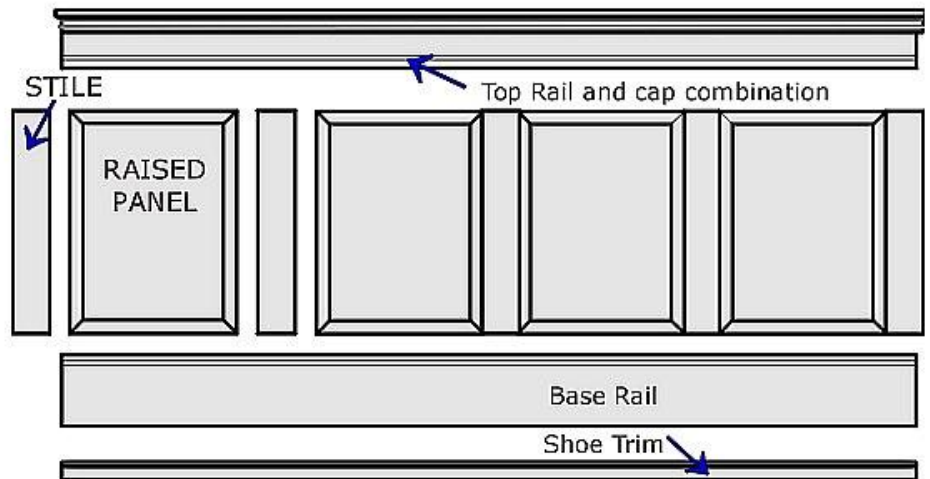 STILE
Top Rail and cap combination
RAISED
PANEL
Base Rail
Shoe Trim